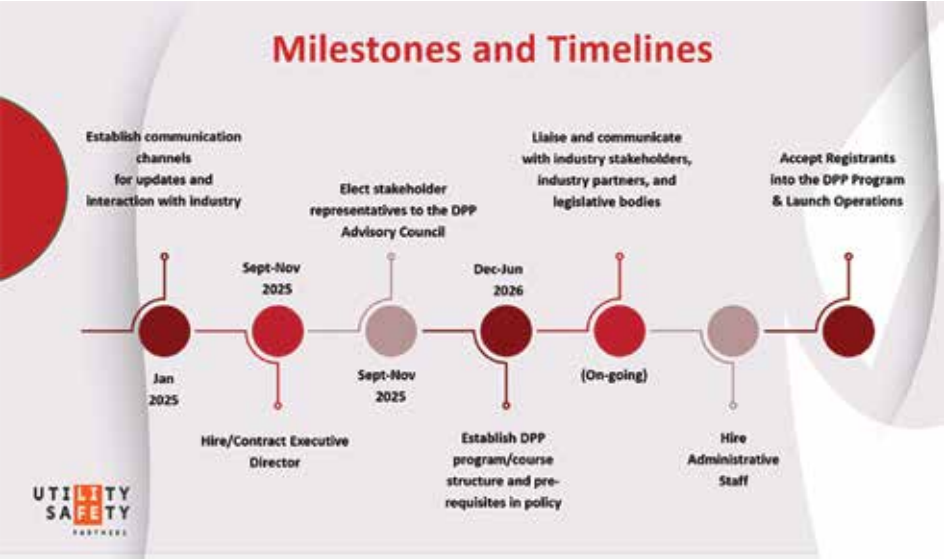 Milestones and Timelines
Establish communication
channels
for updates and
interaction with industry
Jan
2025
Sept-Nov
2025
Hire/Contract Executive
Director
Elect stakeholder
representatives to the DPP
Advisory Council
Sept-Nov
2025
Dec-Jun
2026
Establish DPP
program/course
structure and pre-
requisites in policy
Liaise and communicate
with industry stakeholders,
industry partners, and
legislative bodies
(On-going)
Hire
Administrative
Staff
Accept Registrants
into the DPP Program
& Launch Operations
UTILITY
SAFETY
PARTNERS